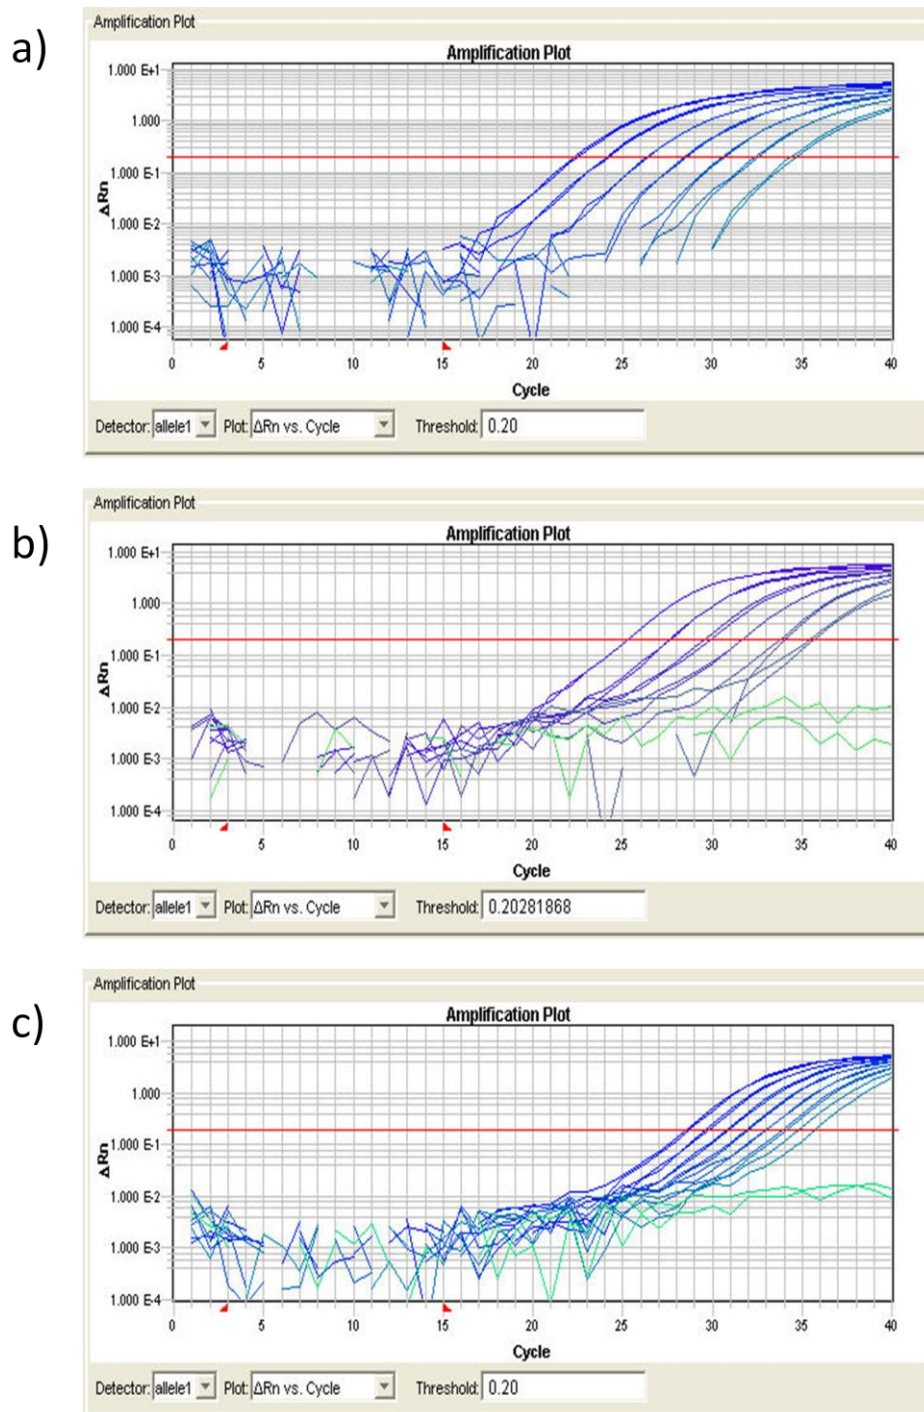 a)
Amplification Plot
Amplification Plot
1.000 E+1
1.000
1.000 E-1
1.000 E-2
1.000 E-3
1.000 E-4
ΔRn
0 5 10 15 20 25 30 35 40
Cycle
Detector: allele1 Plot: ΔRn vs. Cycle Threshold: 0.20
b)
Amplification Plot
Amplification Plot
1.000 E+1
1.000
1.000 E-1
1.000 E-2
1.000 E-3
1.000 E-4
ΔRn
0 5 10 15 20 25 30 35 40
Cycle
Detector: allele1 Plot: ΔRn vs. Cycle Threshold: 0.20281868
c)
Amplification Plot
Amplification Plot
1.000 E+1
1.000
1.000 E-1
1.000 E-2
1.000 E-3
1.000 E-4
ΔRn
0 5 10 15 20 25 30 35 40
Cycle
Detector: allele1 Plot: ΔRn vs. Cycle Threshold: 0.20